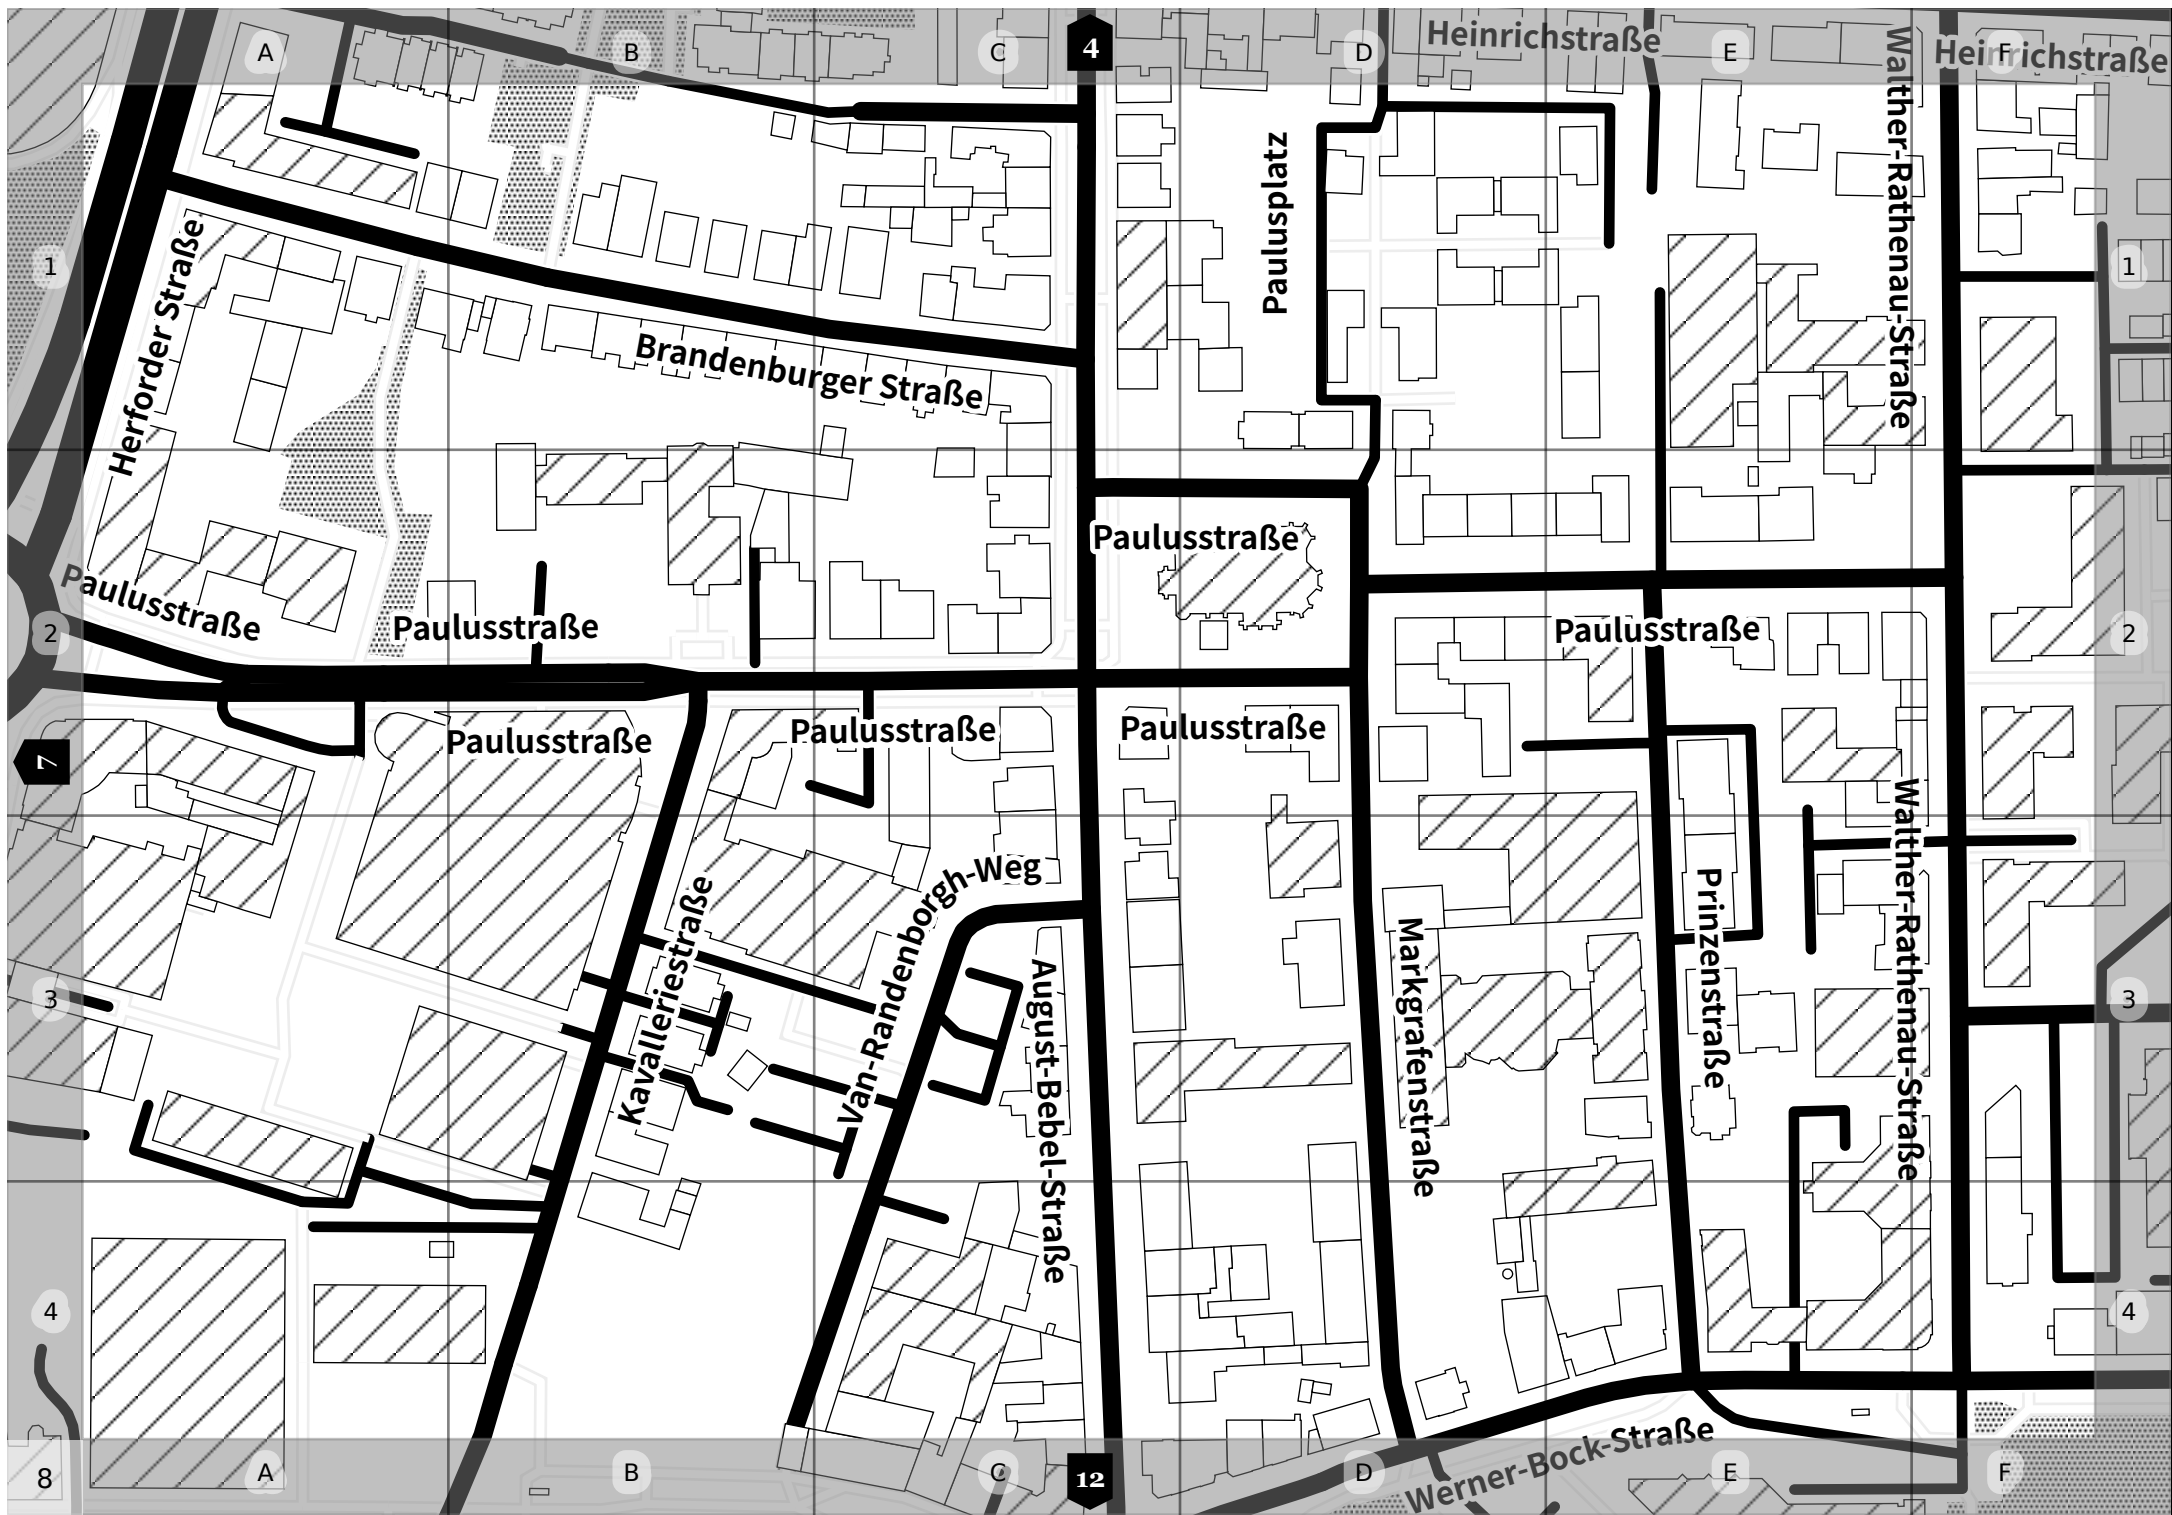 A
B
C
4
D
Heinrichstraße
E
F
Heinrichstraße
Walther-Rathenau-Straße
Paulusplatz
Herforder Straße
1
1
Brandenburger Straße
Paulusstraße
Paulusstraße
Paulusstraße
Paulusstraße
2
2
7
Paulusstraße
Paulusstraße
Paulusstraße
Walther-Rathenau-Straße
Van-Randenborgh-Weg
Kavalleriestraße
August-Bebel-Straße
Markgrafenstraße
Prinzenstraße
3
3
4
4
Werner-Bock-Straße
8
A
B
C
12
D
E
F